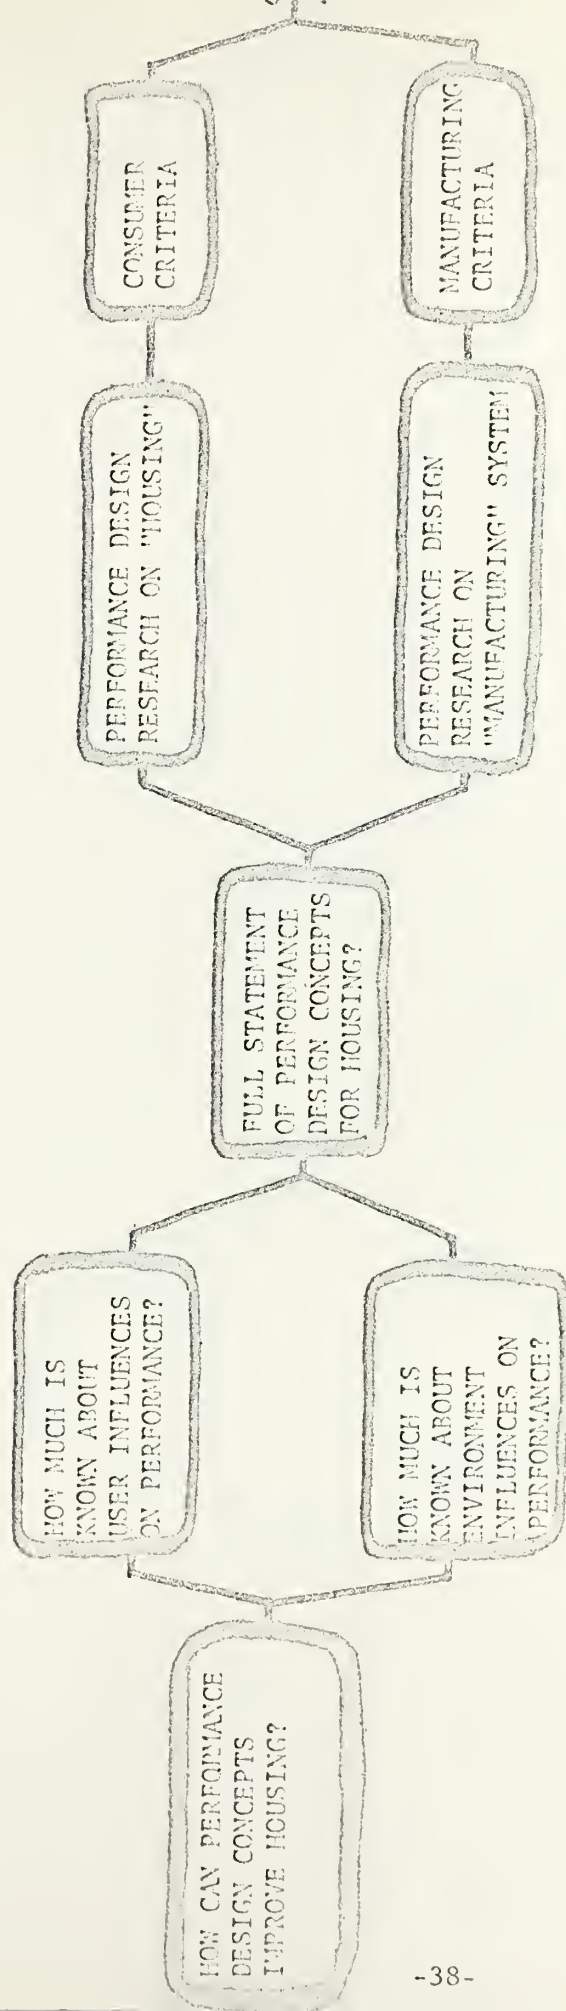 HOW CAN PERFORMANCE
DESIGN CONCEPTS
IMPROVE HOUSING?
HOW MUCH IS
KNOWN ABOUT
USER INFLUENCES
ON PERFORMANCE?
HOW MUCH IS
KNOWN ABOUT
ENVIRONMENT
INFLUENCES ON
PERFORMANCE?
FULL STATEMENT
OF PERFORMANCE
DESIGN CONCEPTS
FOR HOUSING?
PERFORMANCE DESIGN
RESEARCH ON "HOUSING"
PERFORMANCE DESIGN
RESEARCH ON
"MANUFACTURING" SYSTEM
CONSUMER
CRITERIA
MANUFACTURING
CRITERIA
-38-